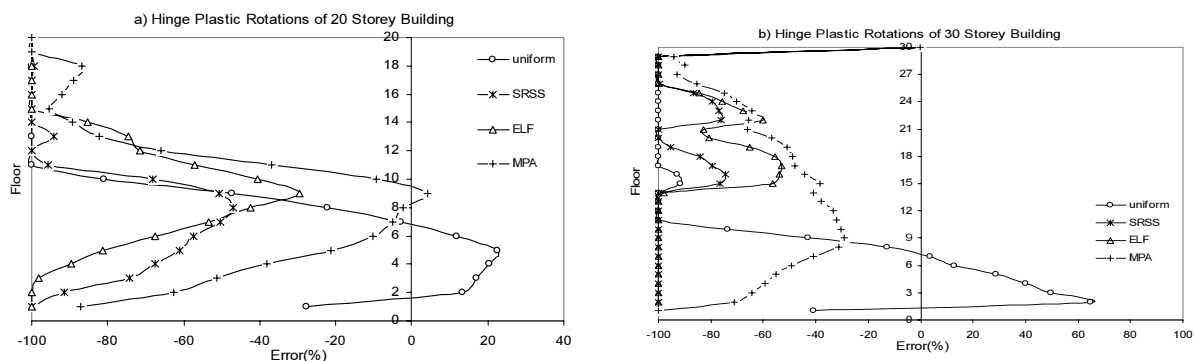 a) Hinge Plastic Rotations of 20 Storey Building
20
18
16
14
12
10
8
6
4
2
0
Floor
-100 -80 -60 -40 -20 0 20 40 60
Error(%)
uniform
SRSS
ELF
MPA
b) Hinge Plastic Rotations of 30 Storey Building
30
27
24
21
18
15
12
9
6
3
0
Floor
-100 -80 -60 -40 -20 0 20 40 60 80 100
Error(%)
uniform
SRSS
ELF
MPA